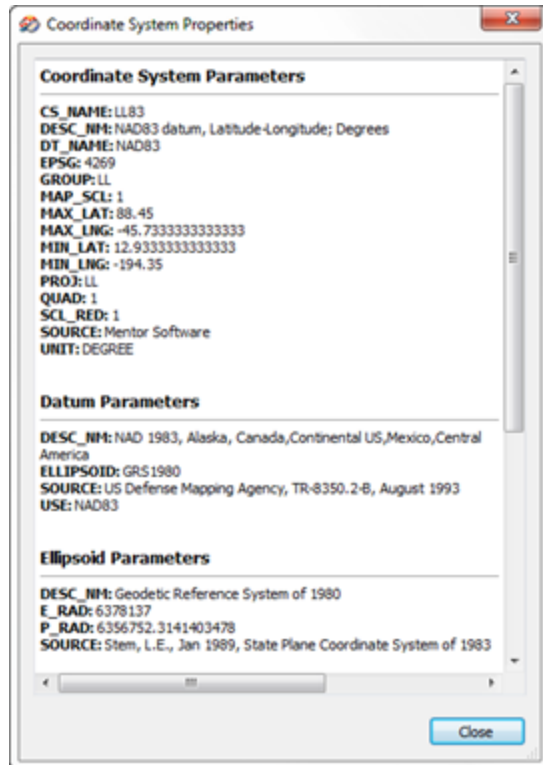 Coordinate System Properties
Coordinate System Parameters
CS_NAME:LL83
DESC_NM: NAD83 datum, Latitude-Longitude; Degrees
DT_NAME: NAD83
EPSG: 4269
GROUP:LL
MAP_SCL: 1
MAX_LAT: 88.45
MAX_LNG: -45.7333333333333
MIN_LAT: 12.9333333333333
MIN_LNG: -194.35
PROJ:LL
QUAD: 1
SCL_RED: 1
SOURCE: Mentor Software
UNIT: DEGREE
Datum Parameters
DESC_NM: NAD 1983, Alaska, Canada,Continental US,Mexico,Central
America
ELLIPSOID: GRS1980
SOURCE: US Defense Mapping Agency, TR-8350.2-B, August 1993
USE: NAD83
Ellipsoid Parameters
DESC_NM: Geodetic Reference System of 1980
E_RAD: 6378137
P_RAD: 6356752.3141403478
SOURCE: Stem, L.E., Jan 1989, State Plane Coordinate System of 1983
Close